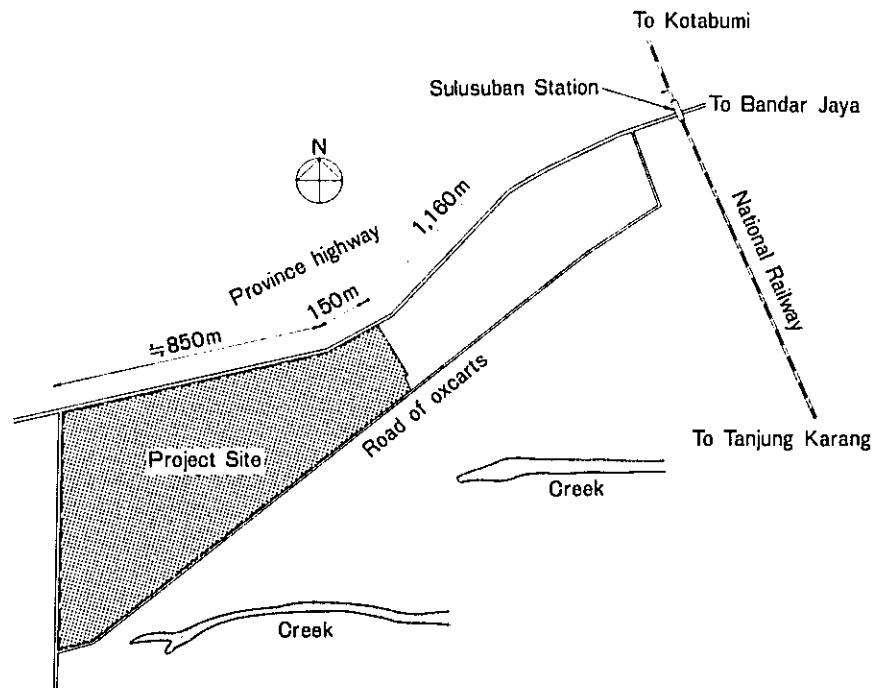 To Kotabumi
Sulusuban Station
To Bandar Jaya
N
1,160m
Province highway
150m
≒850m
National Railway
Road of oxcarts
To Tanjung Karang
Project Site
Creek
Creek